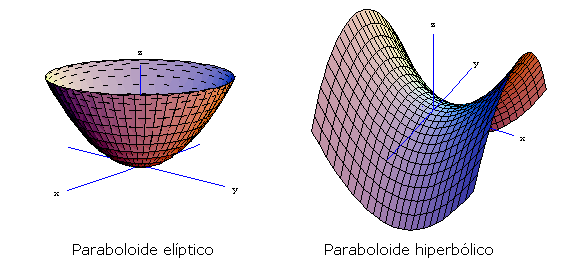 z
x
y
Paraboloide elíptico
z
y
x
Paraboloide hiperbólico